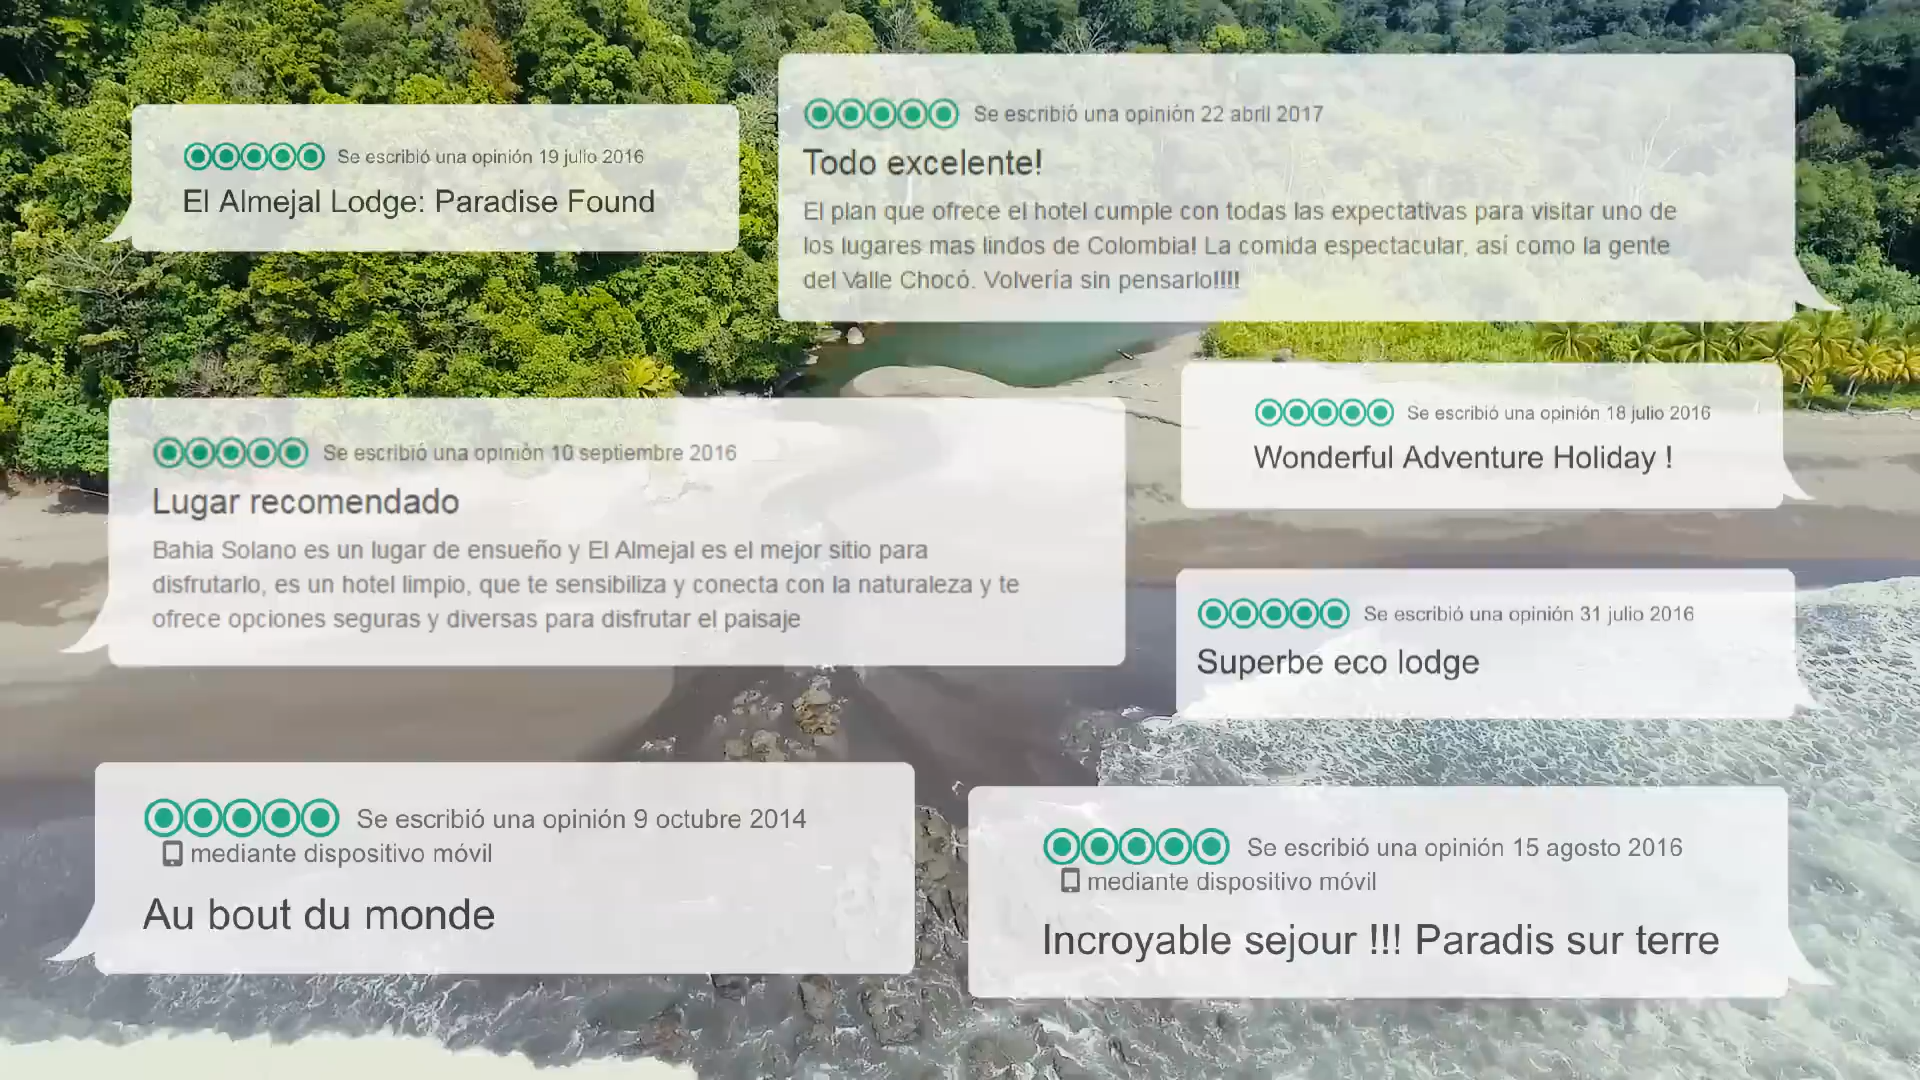 Se escribió una opinión 19 julio 2016
El Almejal Lodge: Paradise Found
Se escribió una opinión 22 abril 2017
Todo excelente!
El plan que ofrece el hotel cumple con todas las expectativas para visitar uno de
los lugares mas lindos de Colombia! La comida espectacular, así como la gente
del Valle Chocó. Volvería sin pensarlo!!!!
Se escribió una opinión 10 septiembre 2016
Lugar recomendado
Bahia Solano es un lugar de ensueño y El Almejal es el mejor sitio para
disfrutarlo, es un hotel limpio, que te sensibiliza y conecta con la naturaleza y te
ofrece opciones seguras y diversas para disfrutar el paisaje
Se escribió una opinión 18 julio 2016
Wonderful Adventure Holiday !
Se escribió una opinión 31 julio 2016
Superbe eco lodge
Se escribió una opinión 9 octubre 2014
mediante dispositivo móvil
Au bout du monde
Se escribió una opinión 15 agosto 2016
mediante dispositivo móvil
Incroyable sejour !!! Paradis sur terre